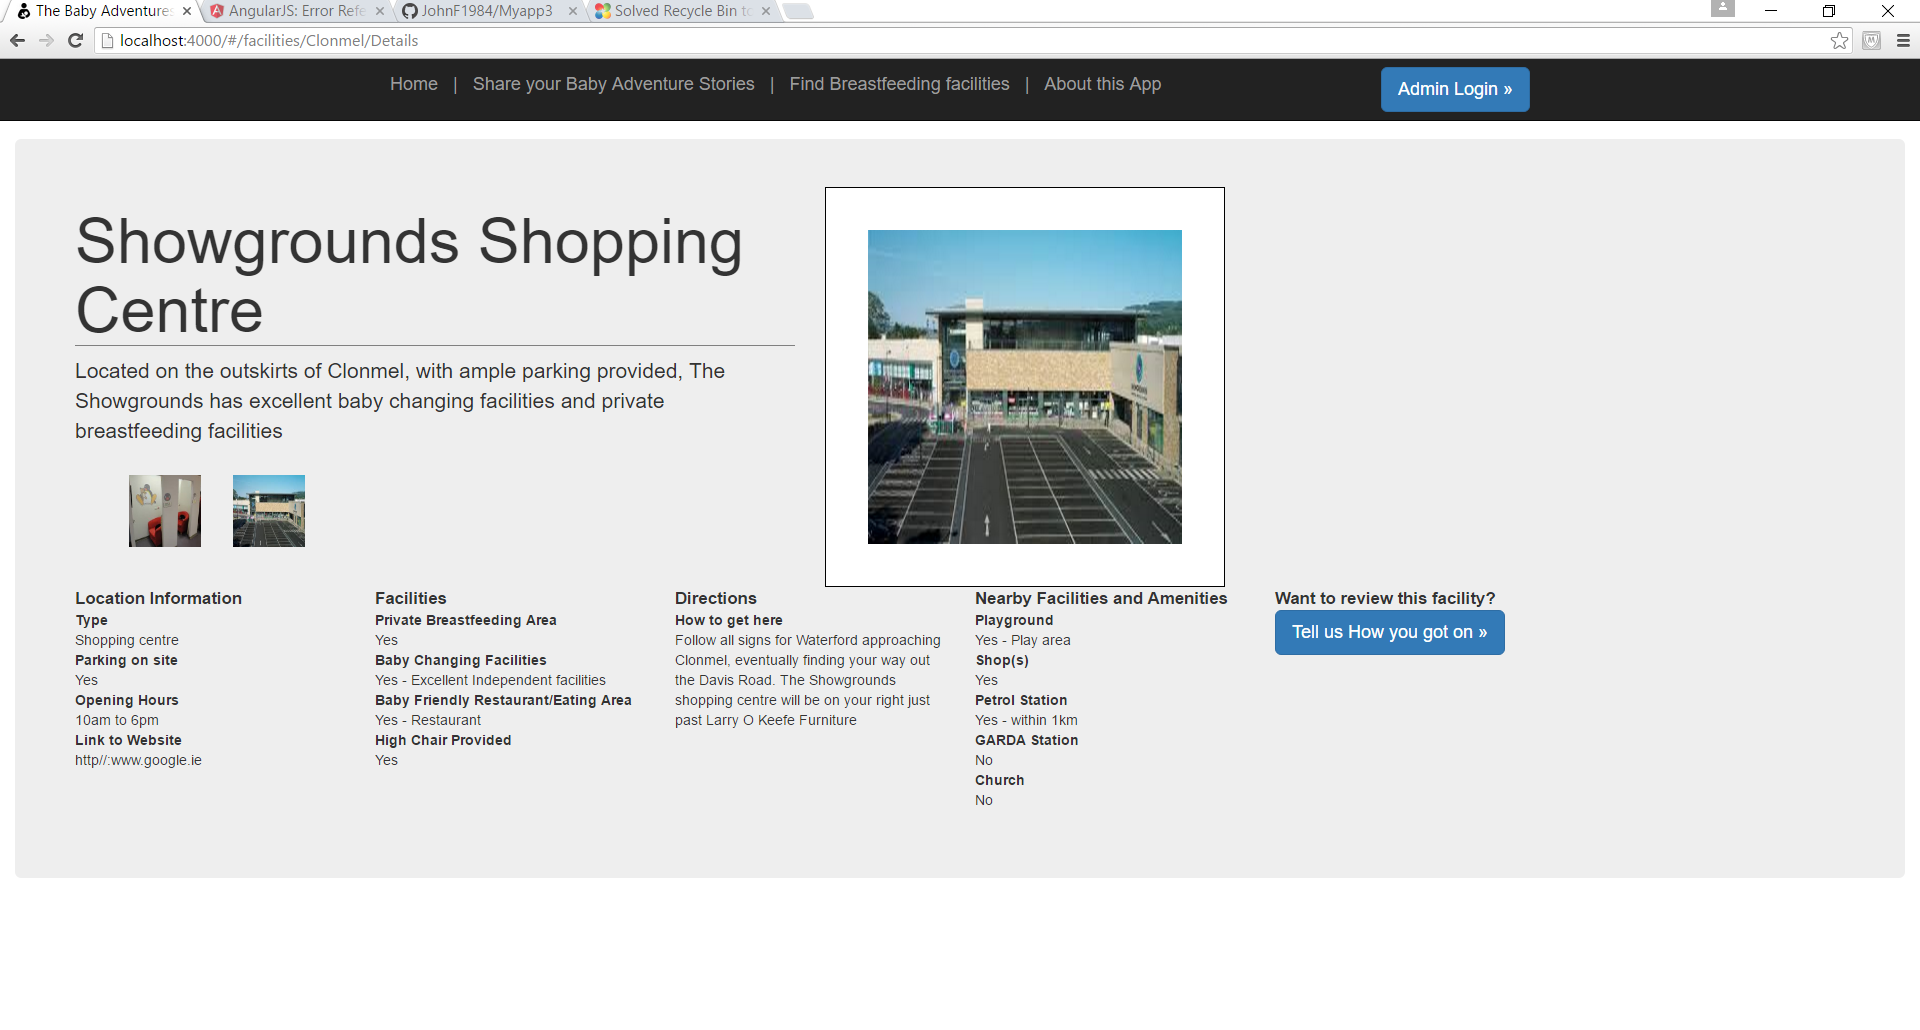 The Baby Adventures
AngularJS: Error Refe
JohnF1984/Myapp3
Solved Recycle Bin to
localhost:4000/#/facilities/Clonmel/Details
Home | Share your Baby Adventure Stories | Find Breastfeeding facilities | About this App
Admin Login »
Showgrounds Shopping
Centre
Located on the outskirts of Clonmel, with ample parking provided, The
Showgrounds has excellent baby changing facilities and private
breastfeeding facilities
Location Information
Type
Shopping centre
Parking on site
Yes
Opening Hours
10am to 6pm
Link to Website
http//:www.google.ie
Facilities
Private Breastfeeding Area
Yes
Baby Changing Facilities
Yes - Excellent Independent facilities
Baby Friendly Restaurant/Eating Area
Yes - Restaurant
High Chair Provided
Yes
Directions
How to get here
Follow all signs for Waterford approaching
Clonmel, eventually finding your way out
the Davis Road. The Showgrounds
shopping centre will be on your right just
past Larry O Keefe Furniture
Nearby Facilities and Amenities
Playground
Yes - Play area
Shop(s)
Yes
Petrol Station
Yes - within 1km
GARDA Station
No
Church
No
Want to review this facility?
Tell us How you got on »